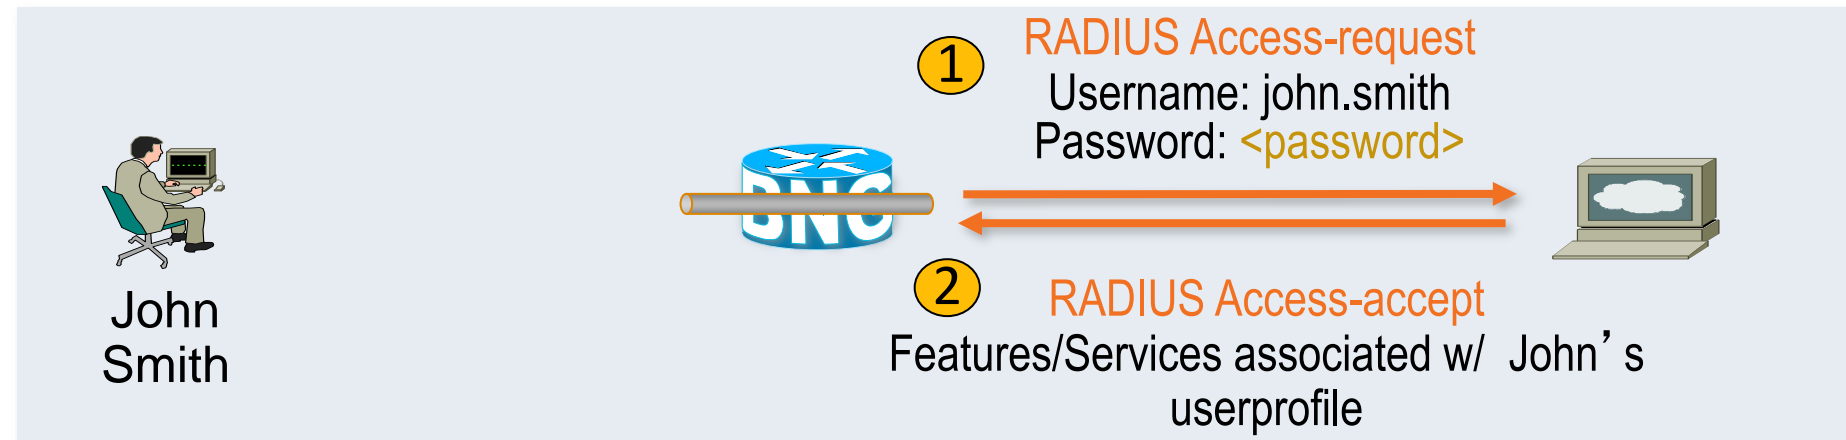 1
RADIUS Access-request
Username: john.smith
Password: <password>
BNG
2
RADIUS Access-accept
Features/Services associated w/ John’s
userprofile
John
Smith